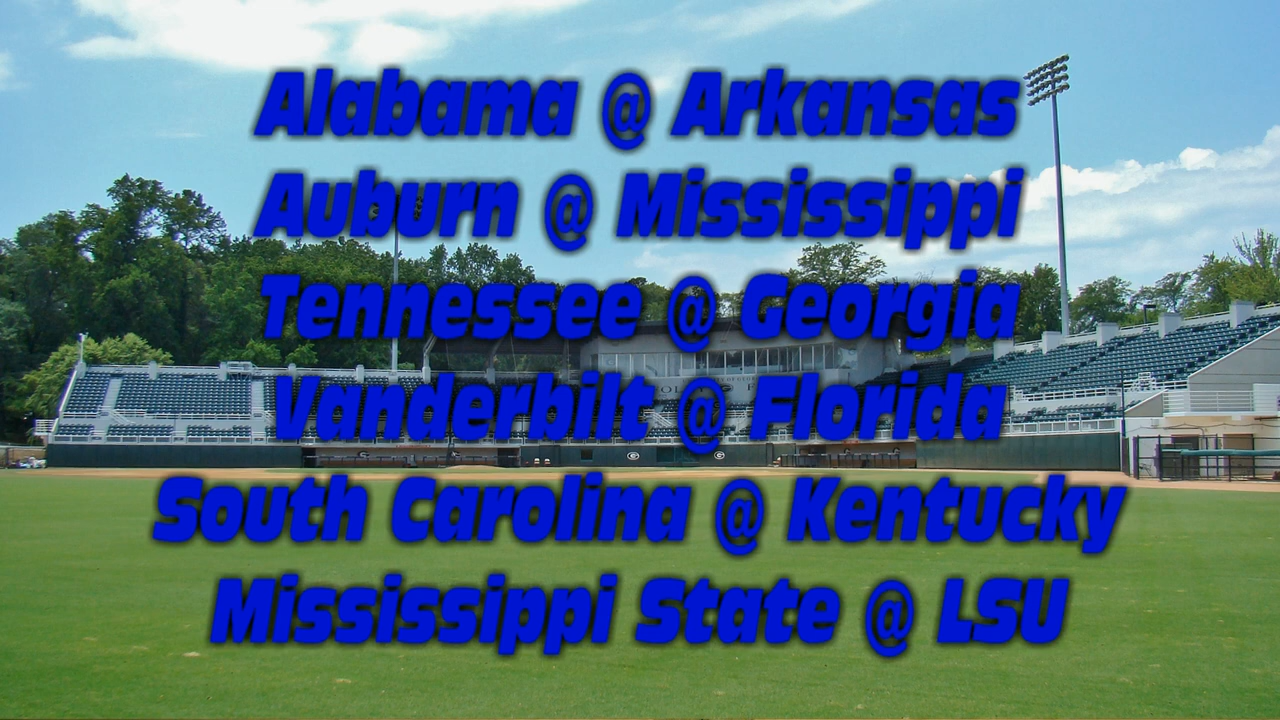 Alabama @ Arkansas
Auburn @ Mississippi
Tennessee @ Georgia
Vanderbilt @ Florida
South Carolina @ Kentucky
Mississippi State @ LSU